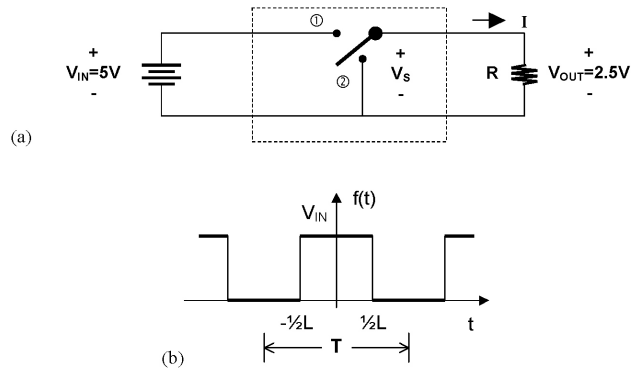 ① I
+ + +
V_IN=5V ② V_S R V_OUT=2.5V
- - -
(a)
V_IN f(t)
-½L ½L t
T
(b)